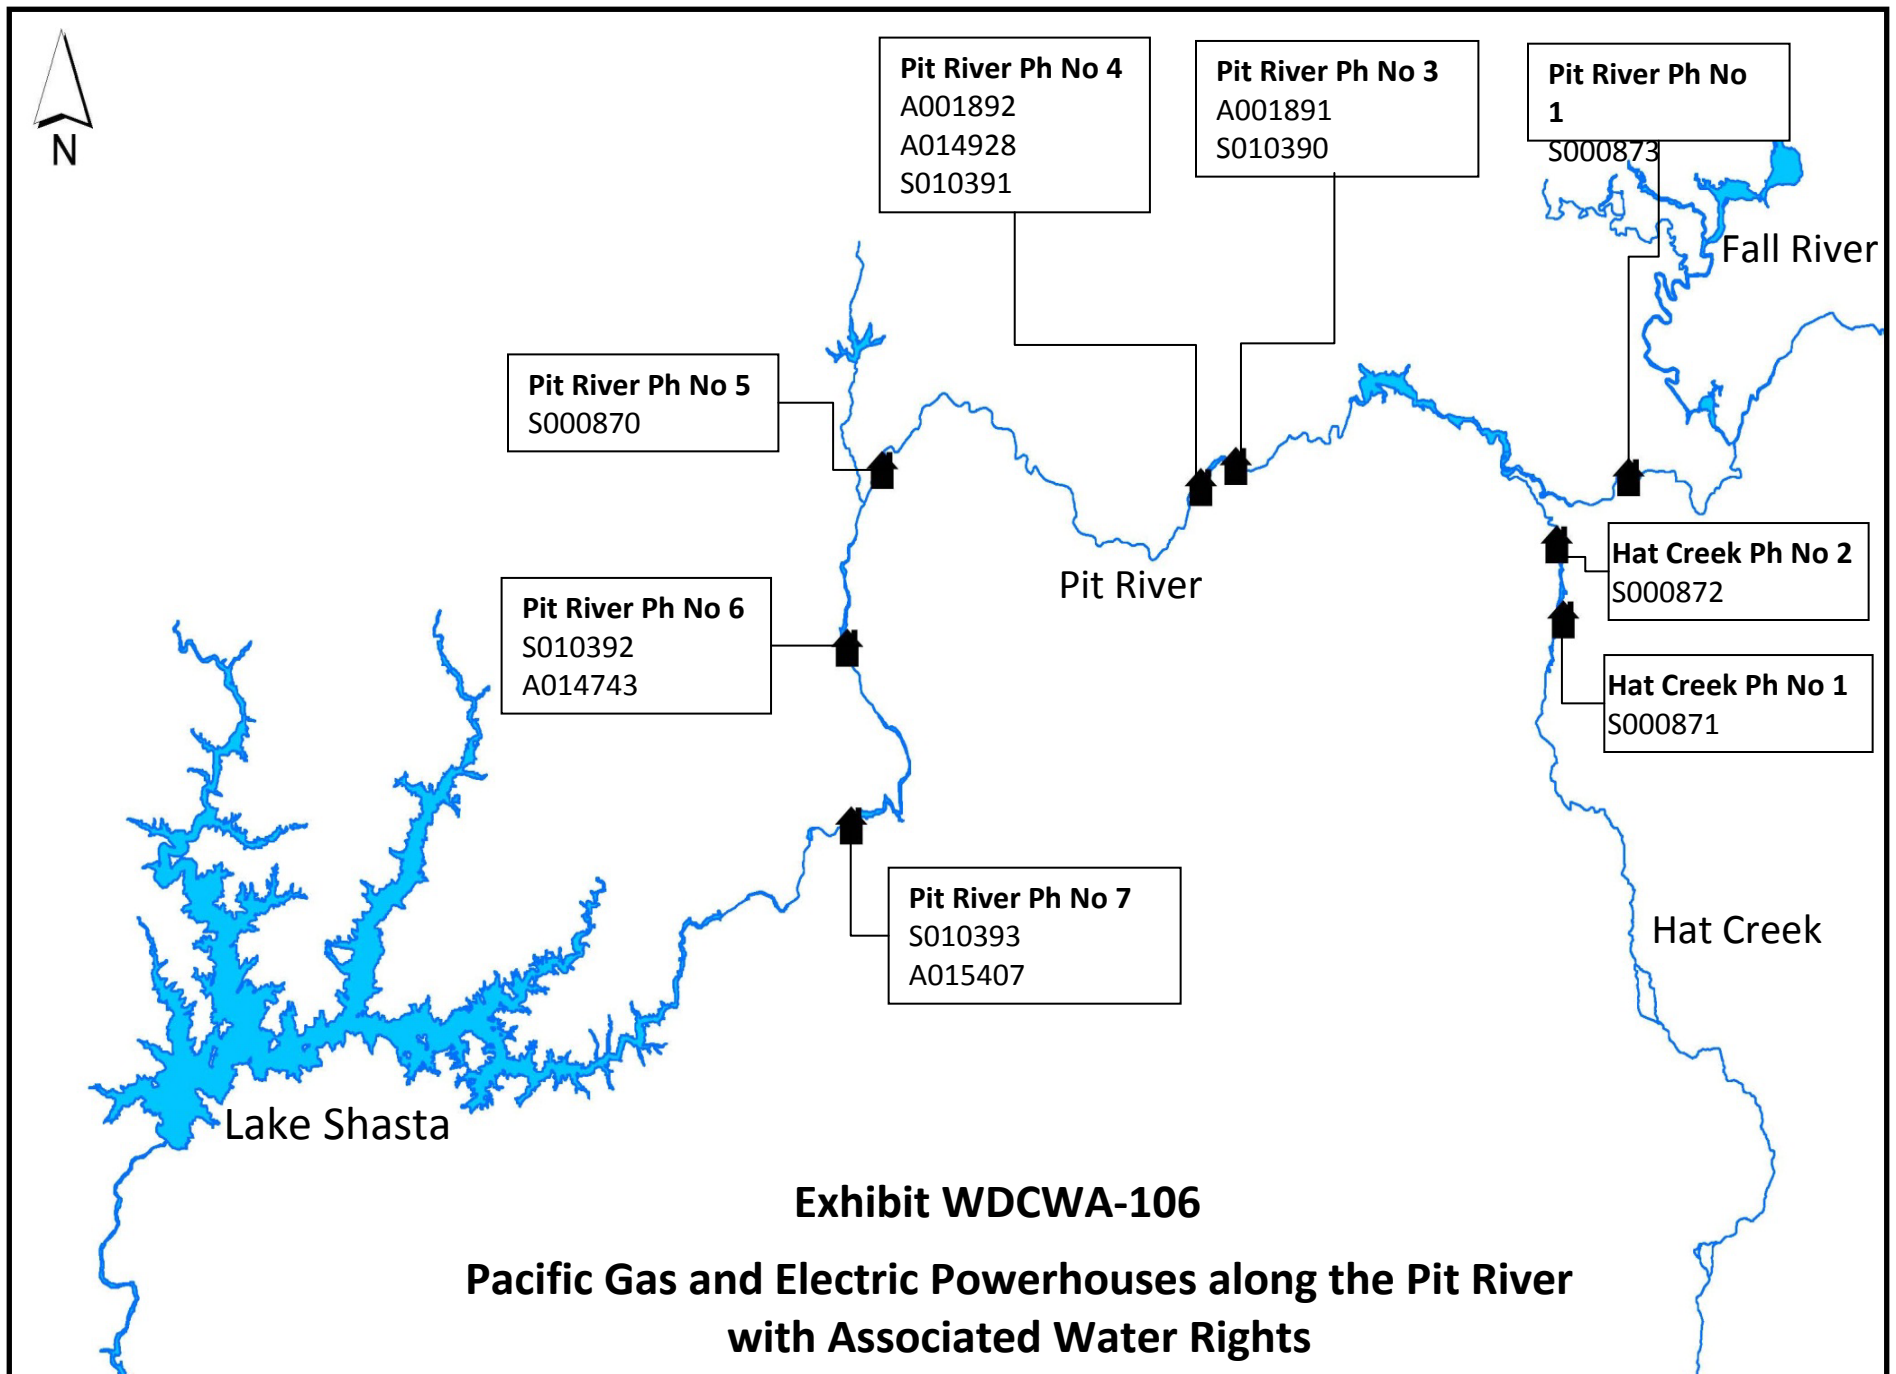 N
Pit River Ph No 4
A001892
A014928
S010391
Pit River Ph No 3
A001891
S010390
Pit River Ph No
1
S000873
Fall River
Pit River Ph No 5
S000870
Pit River
Hat Creek Ph No 2
S000872
Pit River Ph No 6
S010392
A014743
Hat Creek Ph No 1
S000871
Pit River Ph No 7
S010393
A015407
Hat Creek
Lake Shasta
Exhibit WDCWA-106
Pacific Gas and Electric Powerhouses along the Pit River
with Associated Water Rights